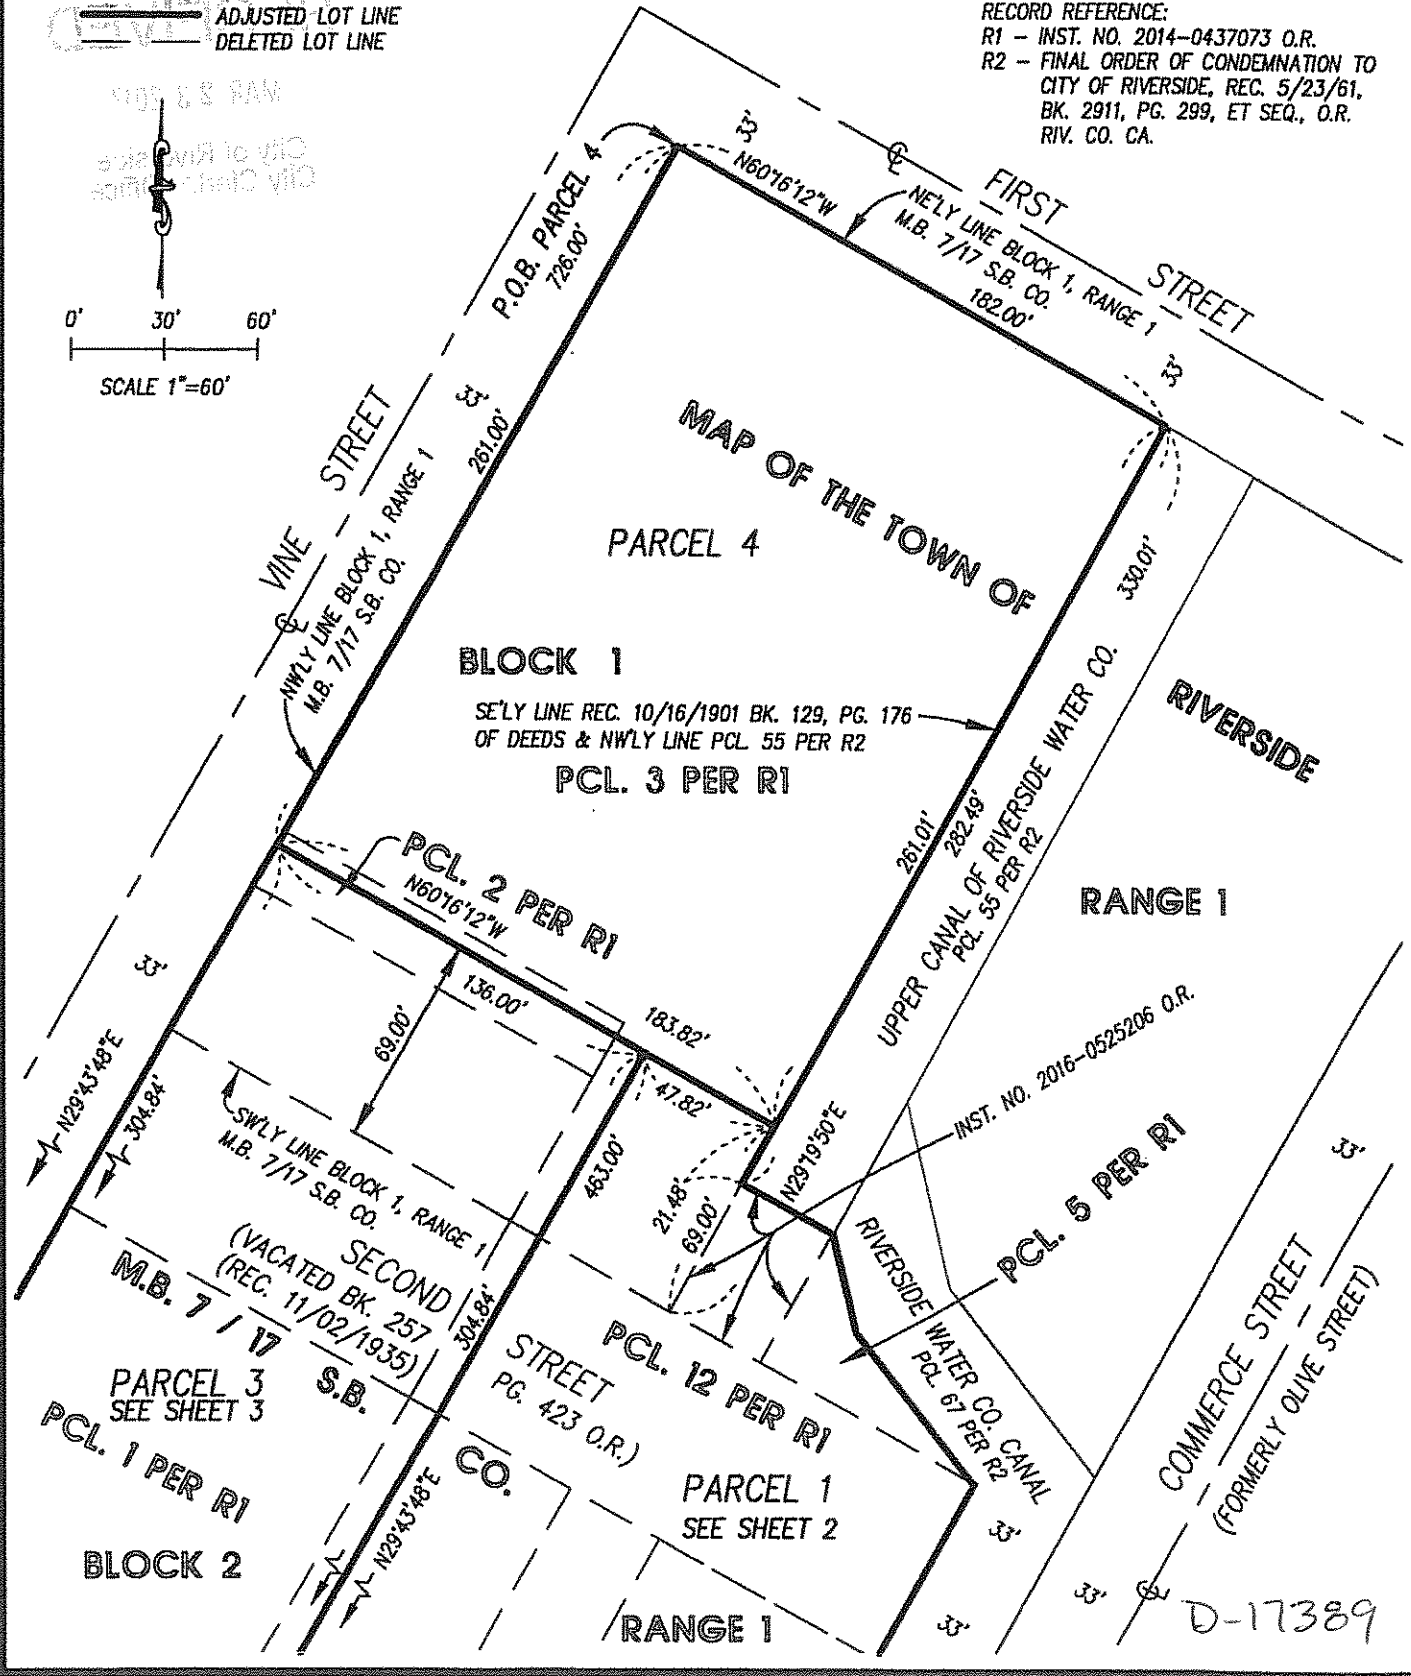 ADJUSTED LOT LINE
DELETED LOT LINE
RECORD REFERENCE:
R1 - INST. NO. 2014-0437073 O.R.
R2 - FINAL ORDER OF CONDEMNATION TO
CITY OF RIVERSIDE, REC. 5/23/61,
BK. 2911, PG. 299, ET SEQ., O.R.
RIV. CO. CA.
0' 30' 60'
SCALE 1"=60'
P.O.B. PARCEL 4
726.00'
33'
N60°16'12"W
℄
FIRST
STREET
NE'LY LINE BLOCK 1, RANGE 1
M.B. 7/17 S.B. CO.
182.00'
33'
VINE
STREET
℄
33'
261.00'
NW'LY LINE BLOCK 1, RANGE 1
M.B. 7/17 S.B. CO.
MAP OF THE TOWN OF
RIVERSIDE
PARCEL 4
330.01'
BLOCK 1
SE'LY LINE REC. 10/16/1901 BK. 129, PG. 176
OF DEEDS & NW'LY LINE PCL. 55 PER R2
PCL. 3 PER R1
261.01'
282.49'
UPPER CANAL OF RIVERSIDE WATER CO.
PCL. 55 PER R2
RANGE 1
PCL. 2 PER R1
N60°16'12"W
33'
136.00'
183.82'
69.00'
47.82'
N29°43'48"E
304.84'
SW'LY LINE BLOCK 1, RANGE 1
M.B. 7/17 S.B. CO.
463.00'
21.48'
69.00'
N29°19'50"E
INST. NO. 2016-0525206 O.R.
PCL. 5 PER R1
33'
SECOND
(VACATED BK. 257
(REC. 11/02/1935)
304.84'
STREET
PG. 423 O.R.)
M.B. 7 / 17 S.B. CO.
PCL. 12 PER R1
RIVERSIDE WATER CO. CANAL
PCL. 67 PER R2
COMMERCE STREET
(FORMERLY OLIVE STREET)
PARCEL 3
SEE SHEET 3
PCL. 1 PER R1
BLOCK 2
N29°43'48"E
PARCEL 1
SEE SHEET 2
RANGE 1
33'
33'
33'
℄
D-17389